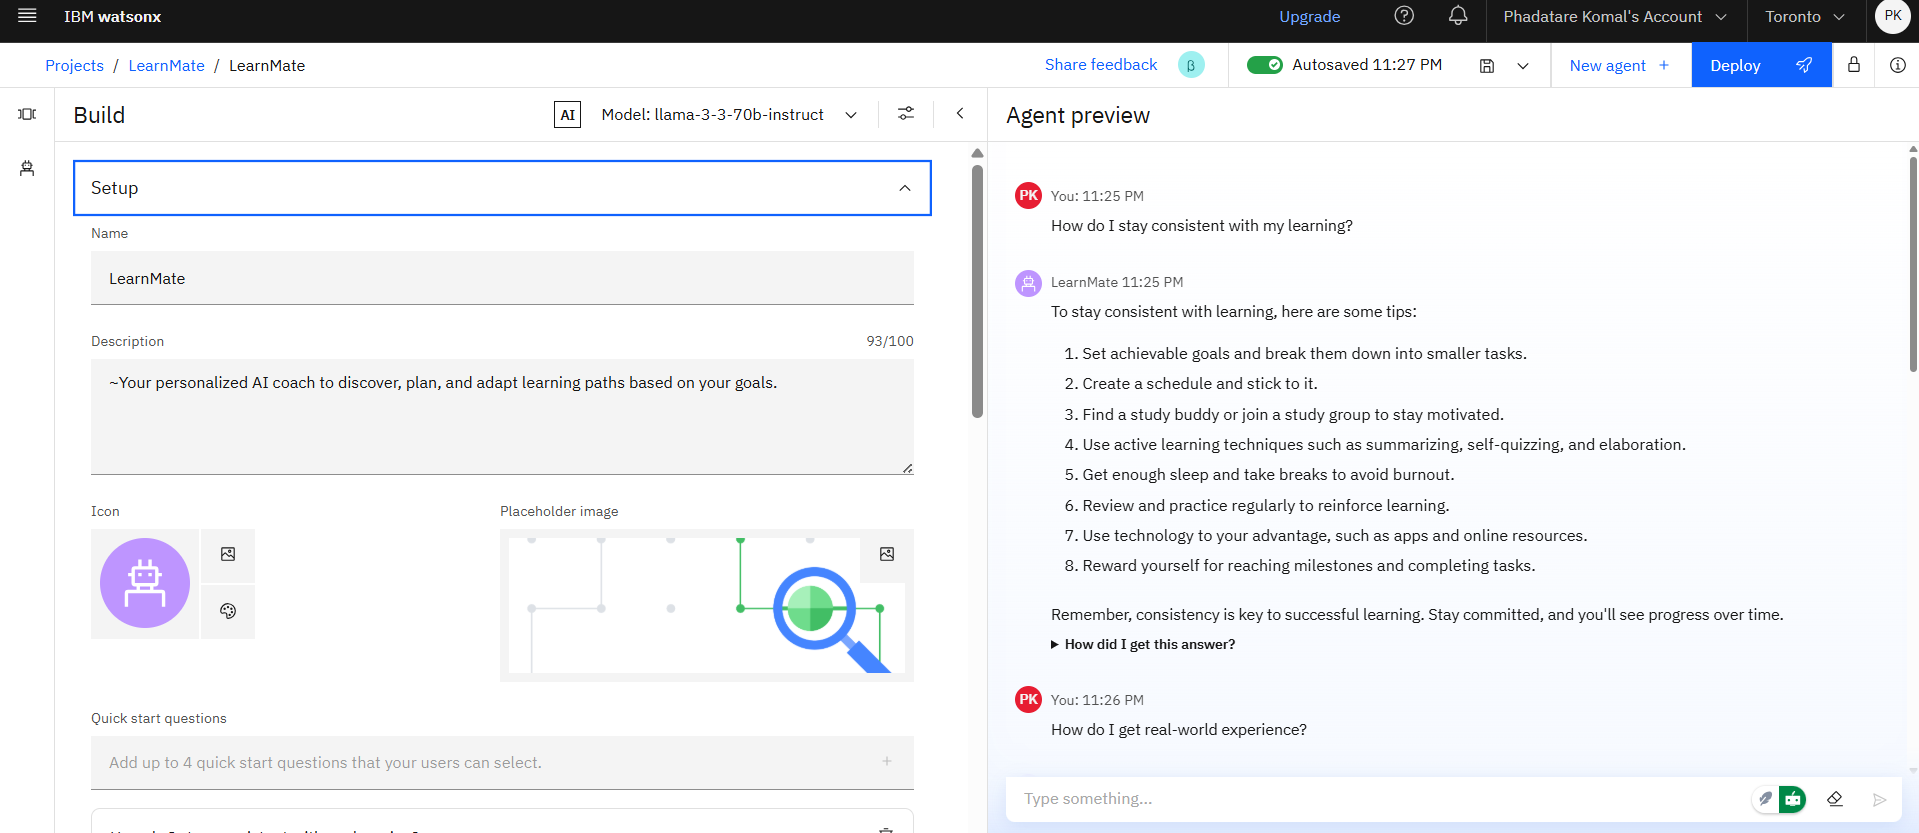 IBM watsonx
Upgrade
Phadatare Komal's Account
Toronto
PK
Projects / LearnMate / LearnMate
Share feedback
β
Autosaved 11:27 PM
New agent +
Deploy
Build
AI
Model: llama-3-3-70b-instruct
Setup
Name
LearnMate
Description
93/100
~Your personalized AI coach to discover, plan, and adapt learning paths based on your goals.
Icon
Placeholder image
Quick start questions
Add up to 4 quick start questions that your users can select.
Agent preview
PK
You: 11:25 PM
How do I stay consistent with my learning?
LearnMate 11:25 PM
To stay consistent with learning, here are some tips:
1. Set achievable goals and break them down into smaller tasks.
2. Create a schedule and stick to it.
3. Find a study buddy or join a study group to stay motivated.
4. Use active learning techniques such as summarizing, self-quizzing, and elaboration.
5. Get enough sleep and take breaks to avoid burnout.
6. Review and practice regularly to reinforce learning.
7. Use technology to your advantage, such as apps and online resources.
8. Reward yourself for reaching milestones and completing tasks.
Remember, consistency is key to successful learning. Stay committed, and you'll see progress over time.
How did I get this answer?
PK
You: 11:26 PM
How do I get real-world experience?
Type something...